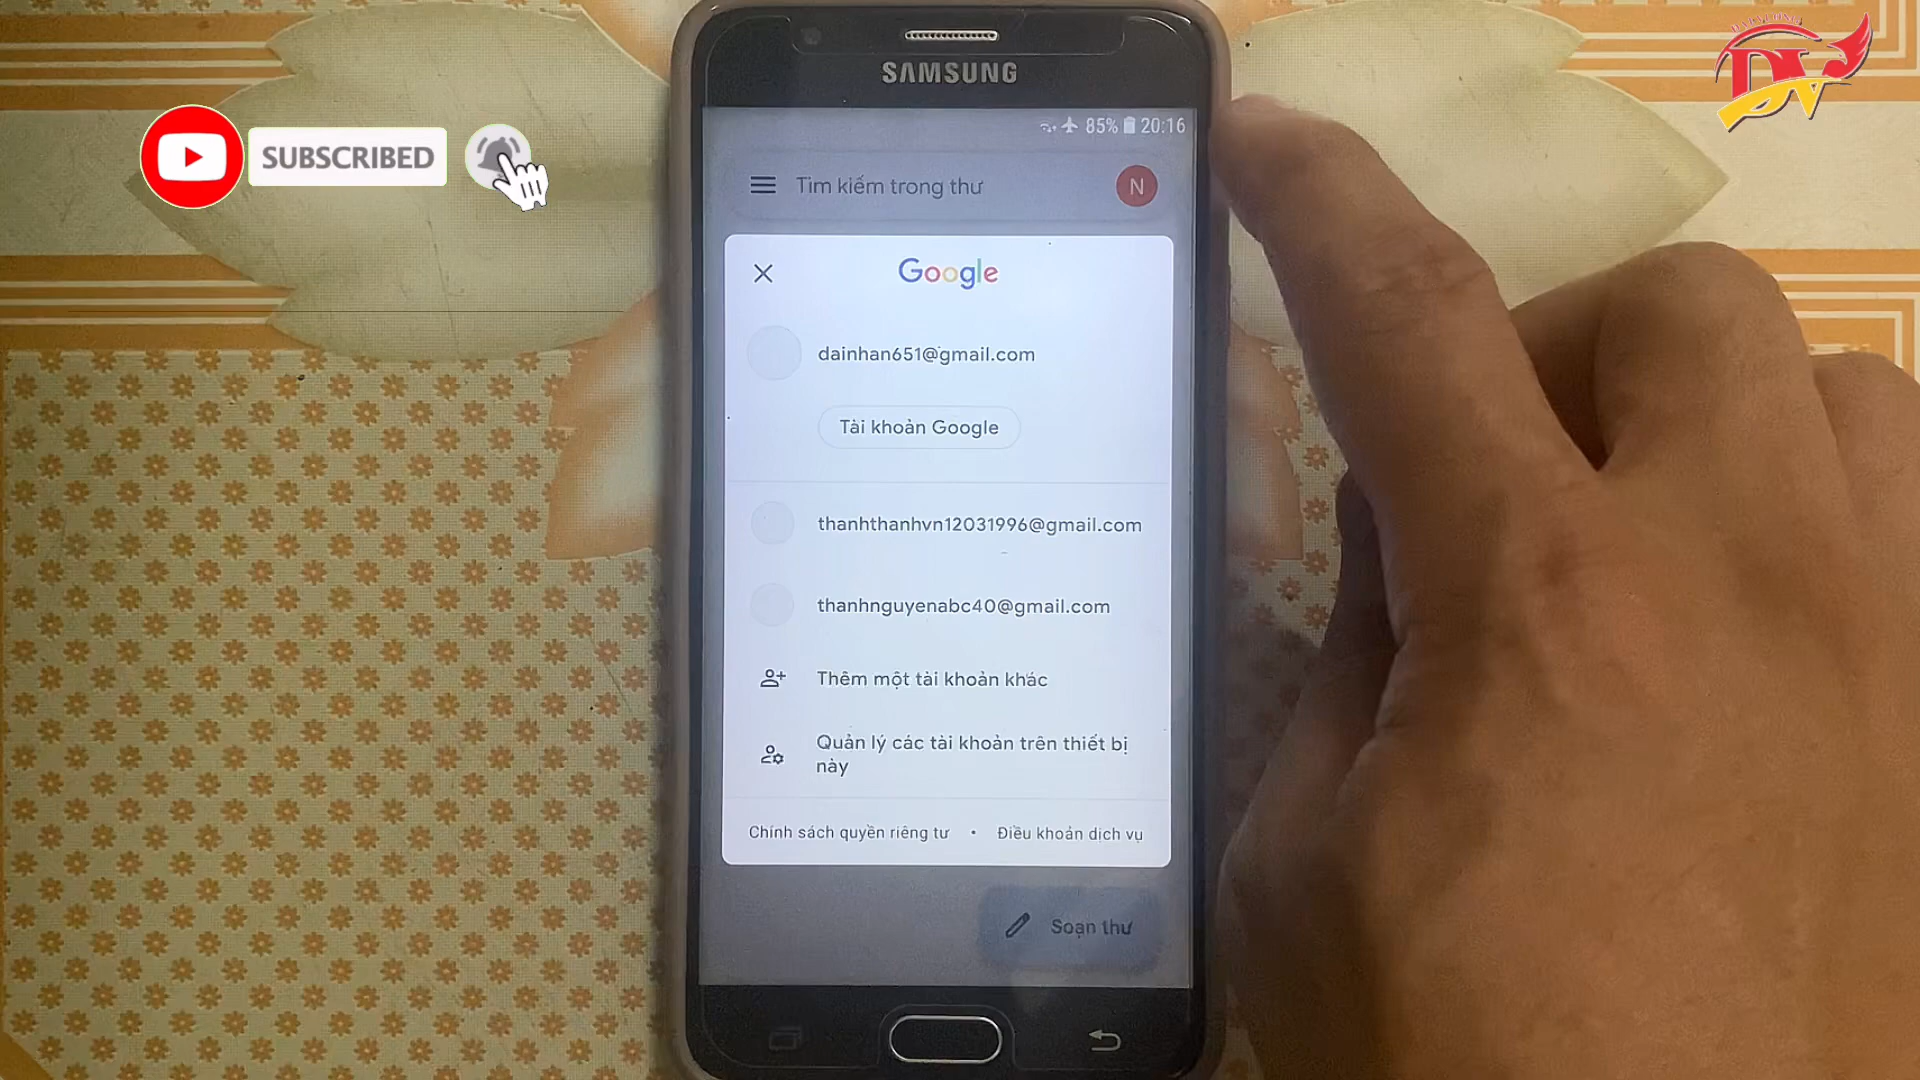 SAMSUNG
SUBSCRIBED
85% 20:16
Tìm kiếm trong thư
N
Google
dainhan651@gmail.com
Tài khoản Google
thanhthanhvn12031996@gmail.com
thanhnguyenabc40@gmail.com
Thêm một tài khoản khác
Quản lý các tài khoản trên thiết bị
này
Chính sách quyền riêng tư • Điều khoản dịch vụ
Soạn thư